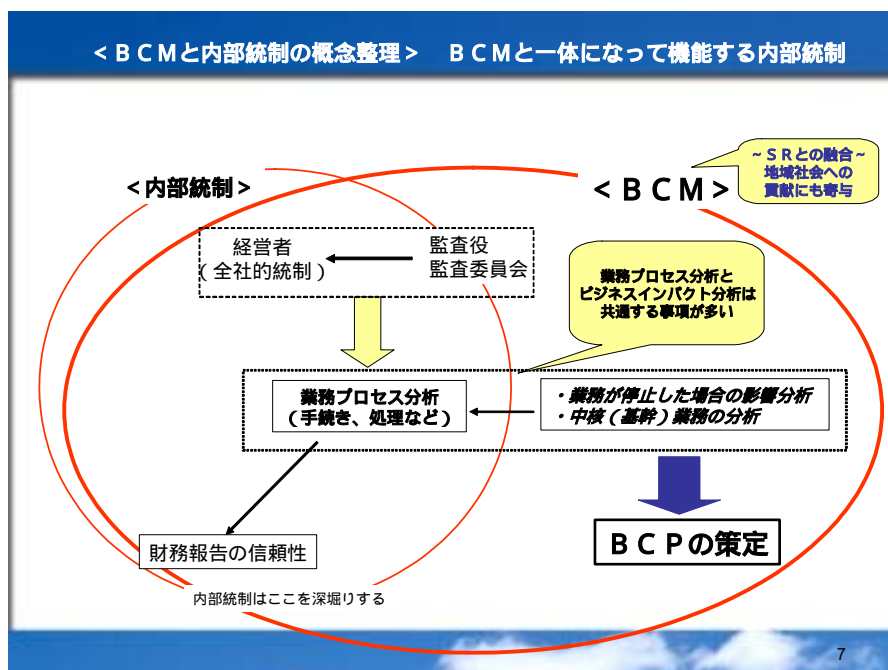 ＜ＢＣＭと内部統制の概念整理＞　ＢＣＭと一体になって機能する内部統制
～ＳＲとの融合～
地域社会への
貢献にも寄与
＜内部統制＞
＜ＢＣＭ＞
経営者
（全社的統制）
監査役
監査委員会
業務プロセス分析と
ビジネスインパクト分析は
共通する事項が多い
業務プロセス分析
（手続き、処理など）
・業務が停止した場合の影響分析
・中核（基幹）業務の分析
ＢＣＰの策定
財務報告の信頼性
内部統制はここを深堀りする
7